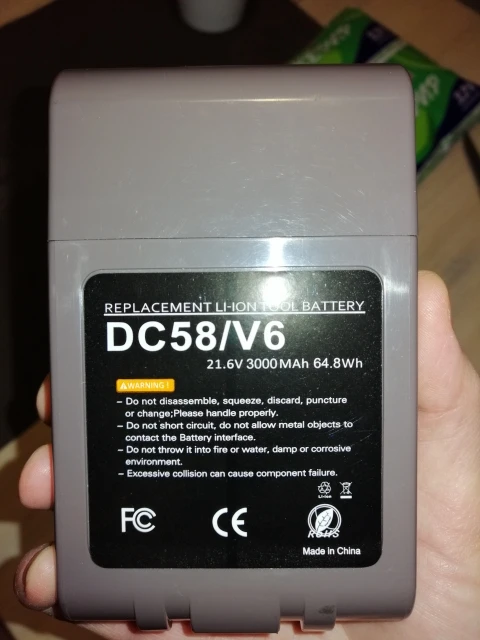 REPLACEMENT LI-ION TOOL BATTERY
DC58/V6
21.6V 3000MAh 64.8Wh
WARNING !
– Do not disassemble, squeeze, discard, puncture
or change;Please handle properly.
– Do not short circuit, do not allow metal objects to
contact the Battery interface.
– Do not throw it into fire or water, damp or corrosive
environment.
– Excessive collision can cause component failure.
Li-ion
FC
CE
ROHS
Made in China